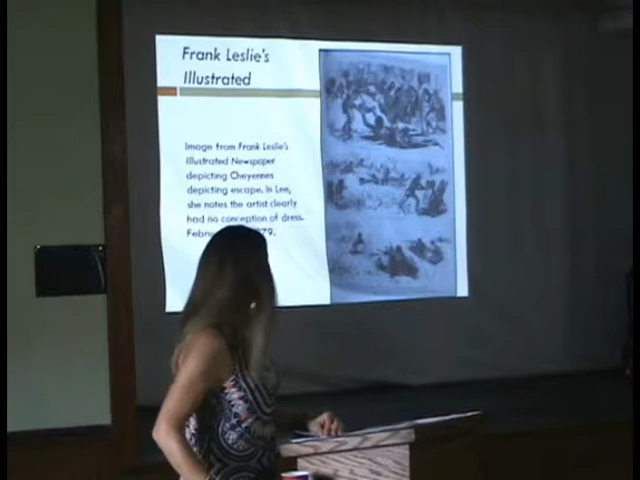 Frank Leslie's
Illustrated
Image from Frank Leslie's
Illustrated Newspaper
depicting Cheyennes
depicting escape. In Lee,
she notes the artist clearly
had no conception of dress.
79.